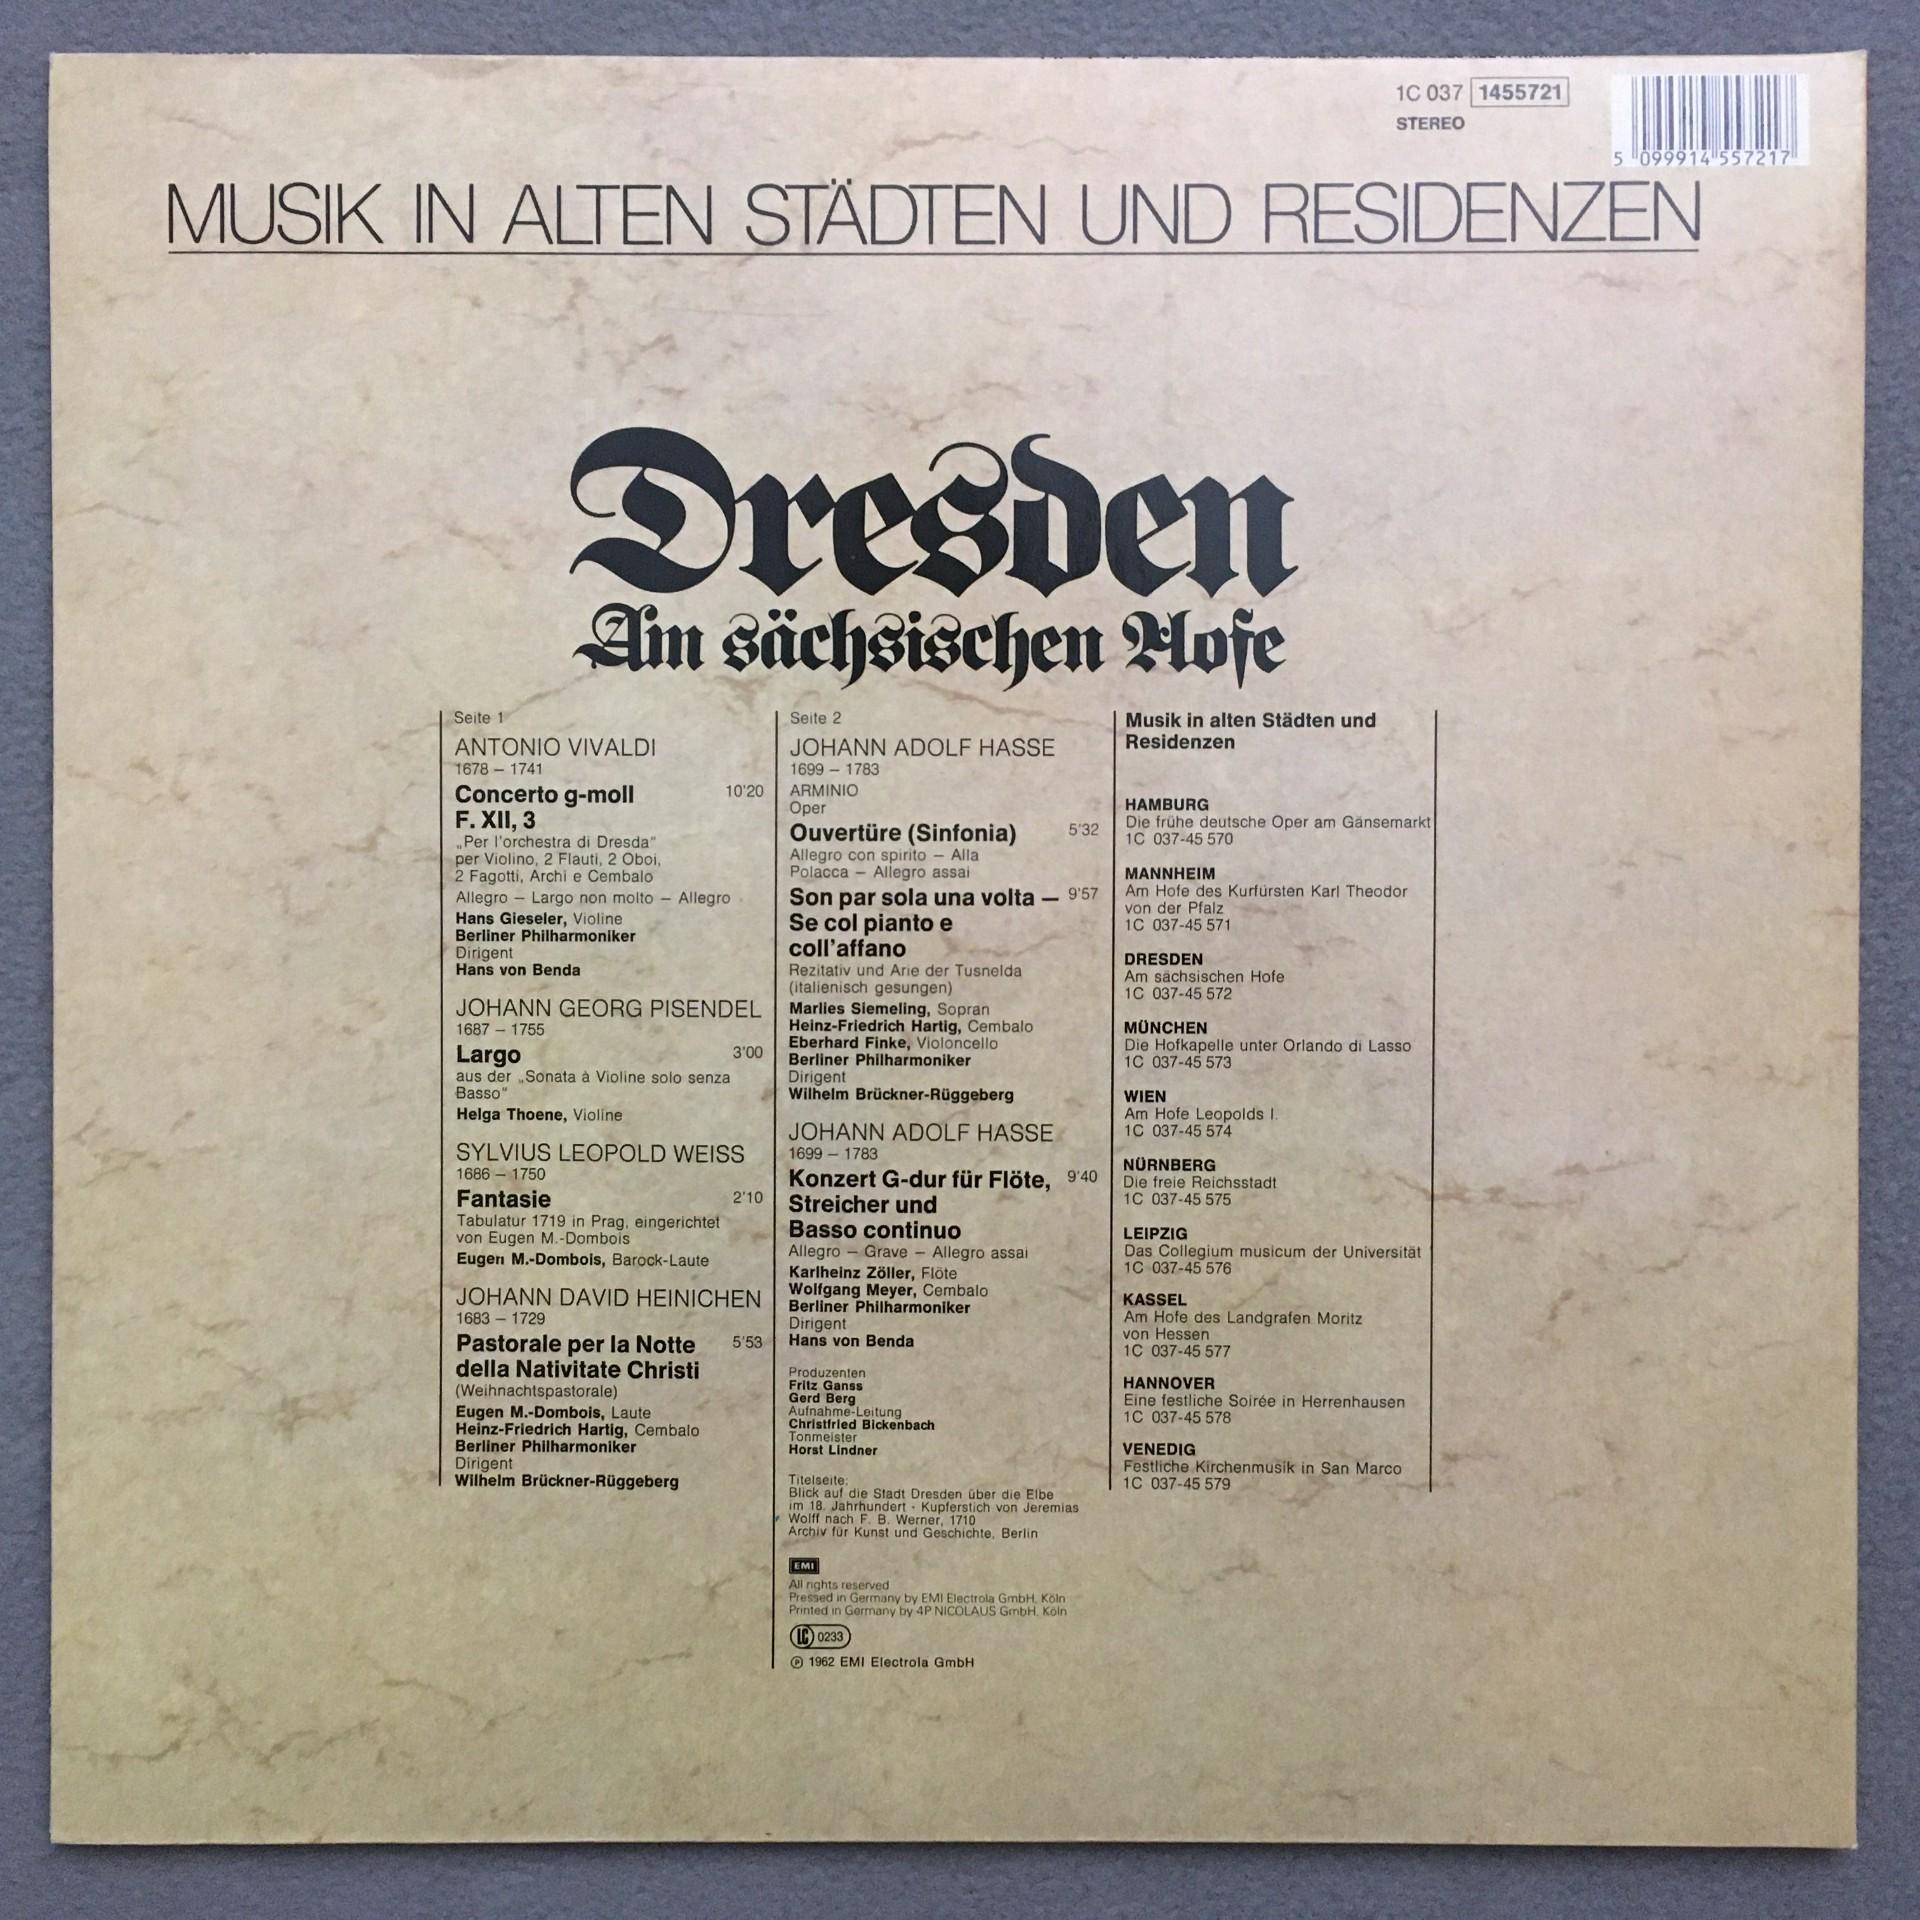 1C 037 1455721
STEREO
5 099914 557217
MUSIK IN ALTEN STÄDTEN UND RESIDENZEN
Dresden
Am sächsischen Hofe
Seite 1
ANTONIO VIVALDI
1678 – 1741
Concerto g-moll 10'20
F. XII, 3
„Per l'orchestra di Dresda"
per Violino, 2 Flauti, 2 Oboi,
2 Fagotti, Archi e Cembalo
Allegro – Largo non molto – Allegro
Hans Gieseler, Violine
Berliner Philharmoniker
Dirigent
Hans von Benda
JOHANN GEORG PISENDEL
1687 – 1755
Largo 3'00
aus der „Sonata à Violine solo senza
Basso"
Helga Thoene, Violine
SYLVIUS LEOPOLD WEISS
1686 – 1750
Fantasie 2'10
Tabulatur 1719 in Prag, eingerichtet
von Eugen M.-Dombois
Eugen M.-Dombois, Barock-Laute
JOHANN DAVID HEINICHEN
1683 – 1729
Pastorale per la Notte 5'53
della Nativitate Christi
(Weihnachtspastorale)
Eugen M.-Dombois, Laute
Heinz-Friedrich Hartig, Cembalo
Berliner Philharmoniker
Dirigent
Wilhelm Brückner-Rüggeberg
Seite 2
JOHANN ADOLF HASSE
1699 – 1783
ARMINIO
Oper
Ouvertüre (Sinfonia) 5'32
Allegro con spirito – Alla
Polacca – Allegro assai
Son par sola una volta – 9'57
Se col pianto e
coll'affano
Rezitativ und Arie der Tusnelda
(italienisch gesungen)
Marlies Siemeling, Sopran
Heinz-Friedrich Hartig, Cembalo
Eberhard Finke, Violoncello
Berliner Philharmoniker
Dirigent
Wilhelm Brückner-Rüggeberg
JOHANN ADOLF HASSE
1699 – 1783
Konzert G-dur für Flöte, 9'40
Streicher und
Basso continuo
Allegro – Grave – Allegro assai
Karlheinz Zöller, Flöte
Wolfgang Meyer, Cembalo
Berliner Philharmoniker
Dirigent
Hans von Benda
Produzenten
Fritz Ganss
Gerd Berg
Aufnahme-Leitung
Christfried Bickenbach
Tonmeister
Horst Lindner
Titelseite:
Blick auf die Stadt Dresden über die Elbe
im 18. Jahrhundert · Kupferstich von Jeremias
Wolff nach F. B. Werner, 1710
Archiv für Kunst und Geschichte, Berlin
EMI
All rights reserved
Pressed in Germany by EMI Electrola GmbH, Köln
Printed in Germany by 4P NICOLAUS GmbH, Köln
LC 0233
℗ 1962 EMI Electrola GmbH
Musik in alten Städten und
Residenzen
HAMBURG
Die frühe deutsche Oper am Gänsemarkt
1C 037-45 570
MANNHEIM
Am Hofe des Kurfürsten Karl Theodor
von der Pfalz
1C 037-45 571
DRESDEN
Am sächsischen Hofe
1C 037-45 572
MÜNCHEN
Die Hofkapelle unter Orlando di Lasso
1C 037-45 573
WIEN
Am Hofe Leopolds I.
1C 037-45 574
NÜRNBERG
Die freie Reichsstadt
1C 037-45 575
LEIPZIG
Das Collegium musicum der Universität
1C 037-45 576
KASSEL
Am Hofe des Landgrafen Moritz
von Hessen
1C 037-45 577
HANNOVER
Eine festliche Soirée in Herrenhausen
1C 037-45 578
VENEDIG
Festliche Kirchenmusik in San Marco
1C 037-45 579